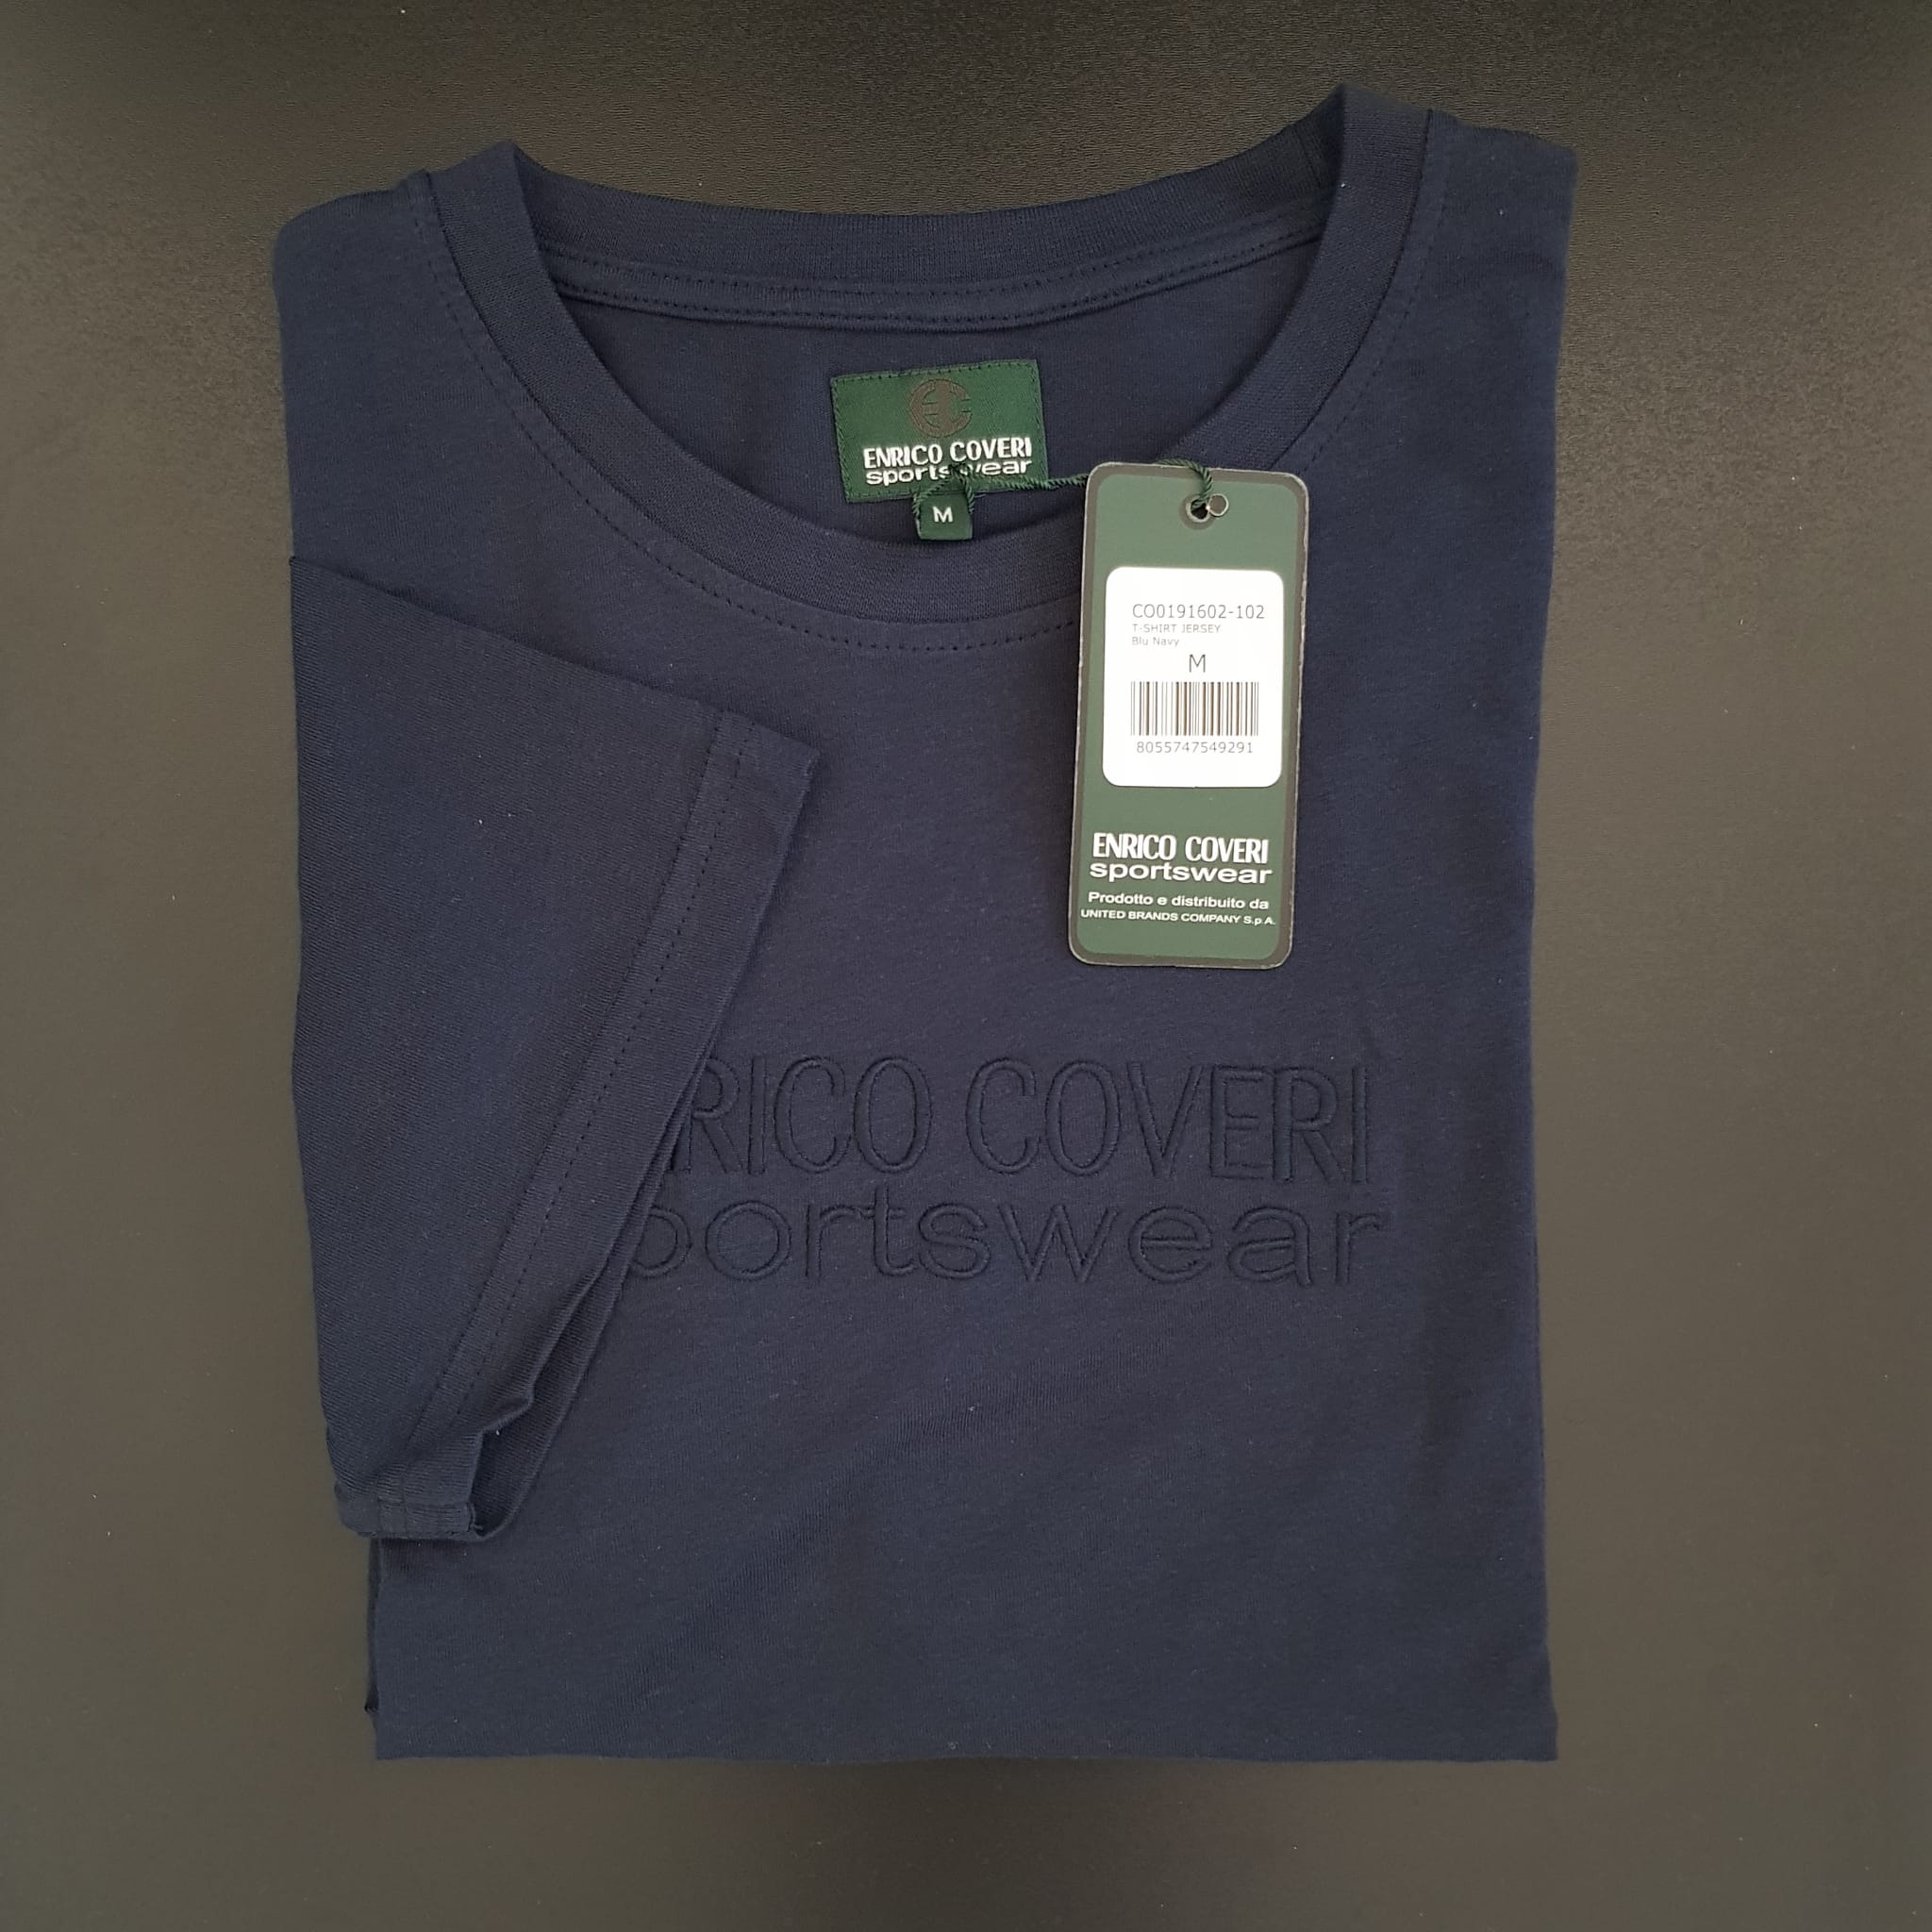 ENRICO COVERI
sportswear
M
CO0191602-102
T-SHIRT JERSEY
Blu Navy
M
8055747549291
ENRICO COVERI
sportswear
Prodotto e distribuito da
UNITED BRANDS COMPANY S.p.A.
RICO COVERI
portswear